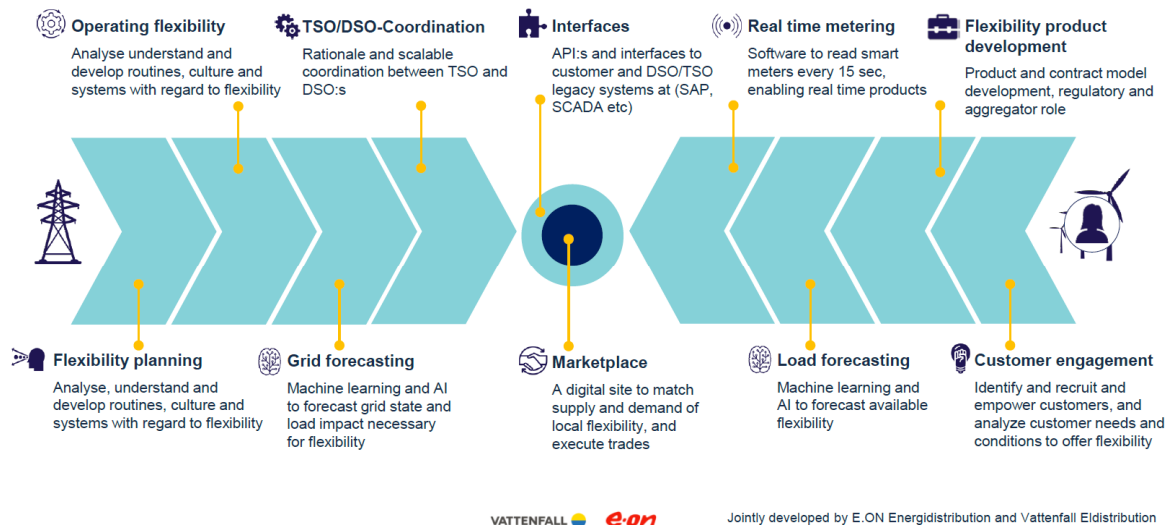 Operating flexibility
Analyse understand and
develop routines, culture and
systems with regard to flexibility
TSO/DSO-Coordination
Rationale and scalable
coordination between TSO and
DSO:s
Interfaces
API:s and interfaces to
customer and DSO/TSO
legacy systems at (SAP,
SCADA etc)
Real time metering
Software to read smart
meters every 15 sec,
enabling real time products
Flexibility product
development
Product and contract model
development, regulatory and
aggregator role
Flexibility planning
Analyse, understand and
develop routines, culture and
systems with regard to flexibility
Grid forecasting
Machine learning and AI
to forecast grid state and
load impact necessary
for flexibility
Marketplace
A digital site to match
supply and demand of
local flexibility, and
execute trades
Load forecasting
Machine learning and
AI to forecast available
flexibility
Customer engagement
Identify and recruit and
empower customers, and
analyze customer needs and
conditions to offer flexibility
VATTENFALL
e·on
Jointly developed by E.ON Energidistribution and Vattenfall Eldistribution